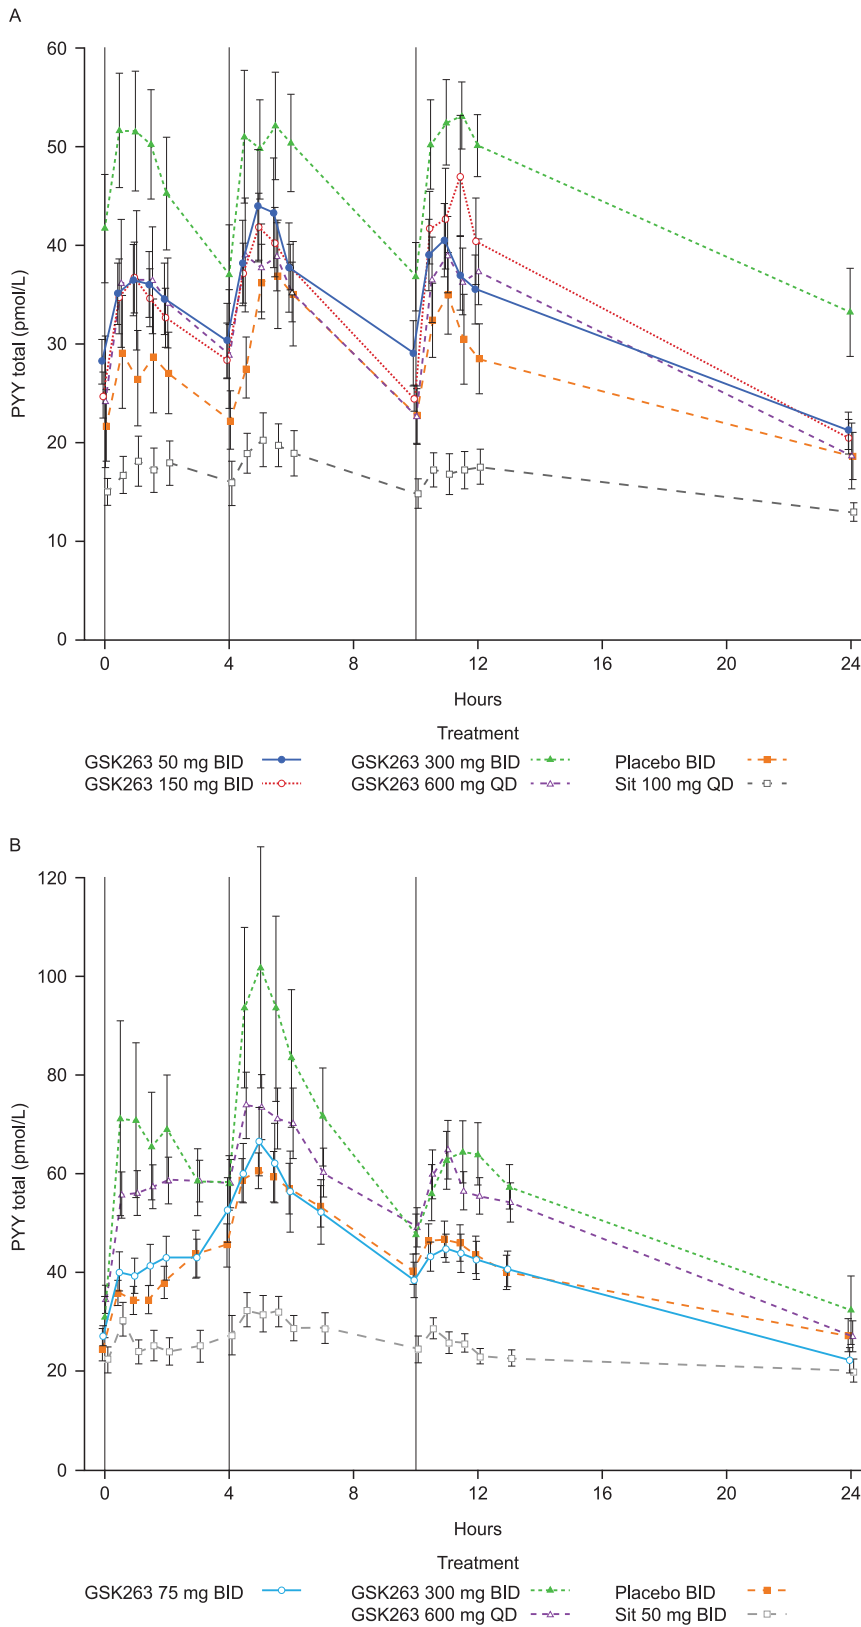 A
60
50
40
30
20
10
0
PYY total (pmol/L)
0 4 8 12 16 20 24
Hours
Treatment
GSK263 50 mg BID GSK263 300 mg BID Placebo BID
GSK263 150 mg BID GSK263 600 mg QD Sit 100 mg QD
B
120
100
80
60
40
20
0
PYY total (pmol/L)
0 4 8 12 16 20 24
Hours
Treatment
GSK263 75 mg BID GSK263 300 mg BID Placebo BID
GSK263 600 mg QD Sit 50 mg BID